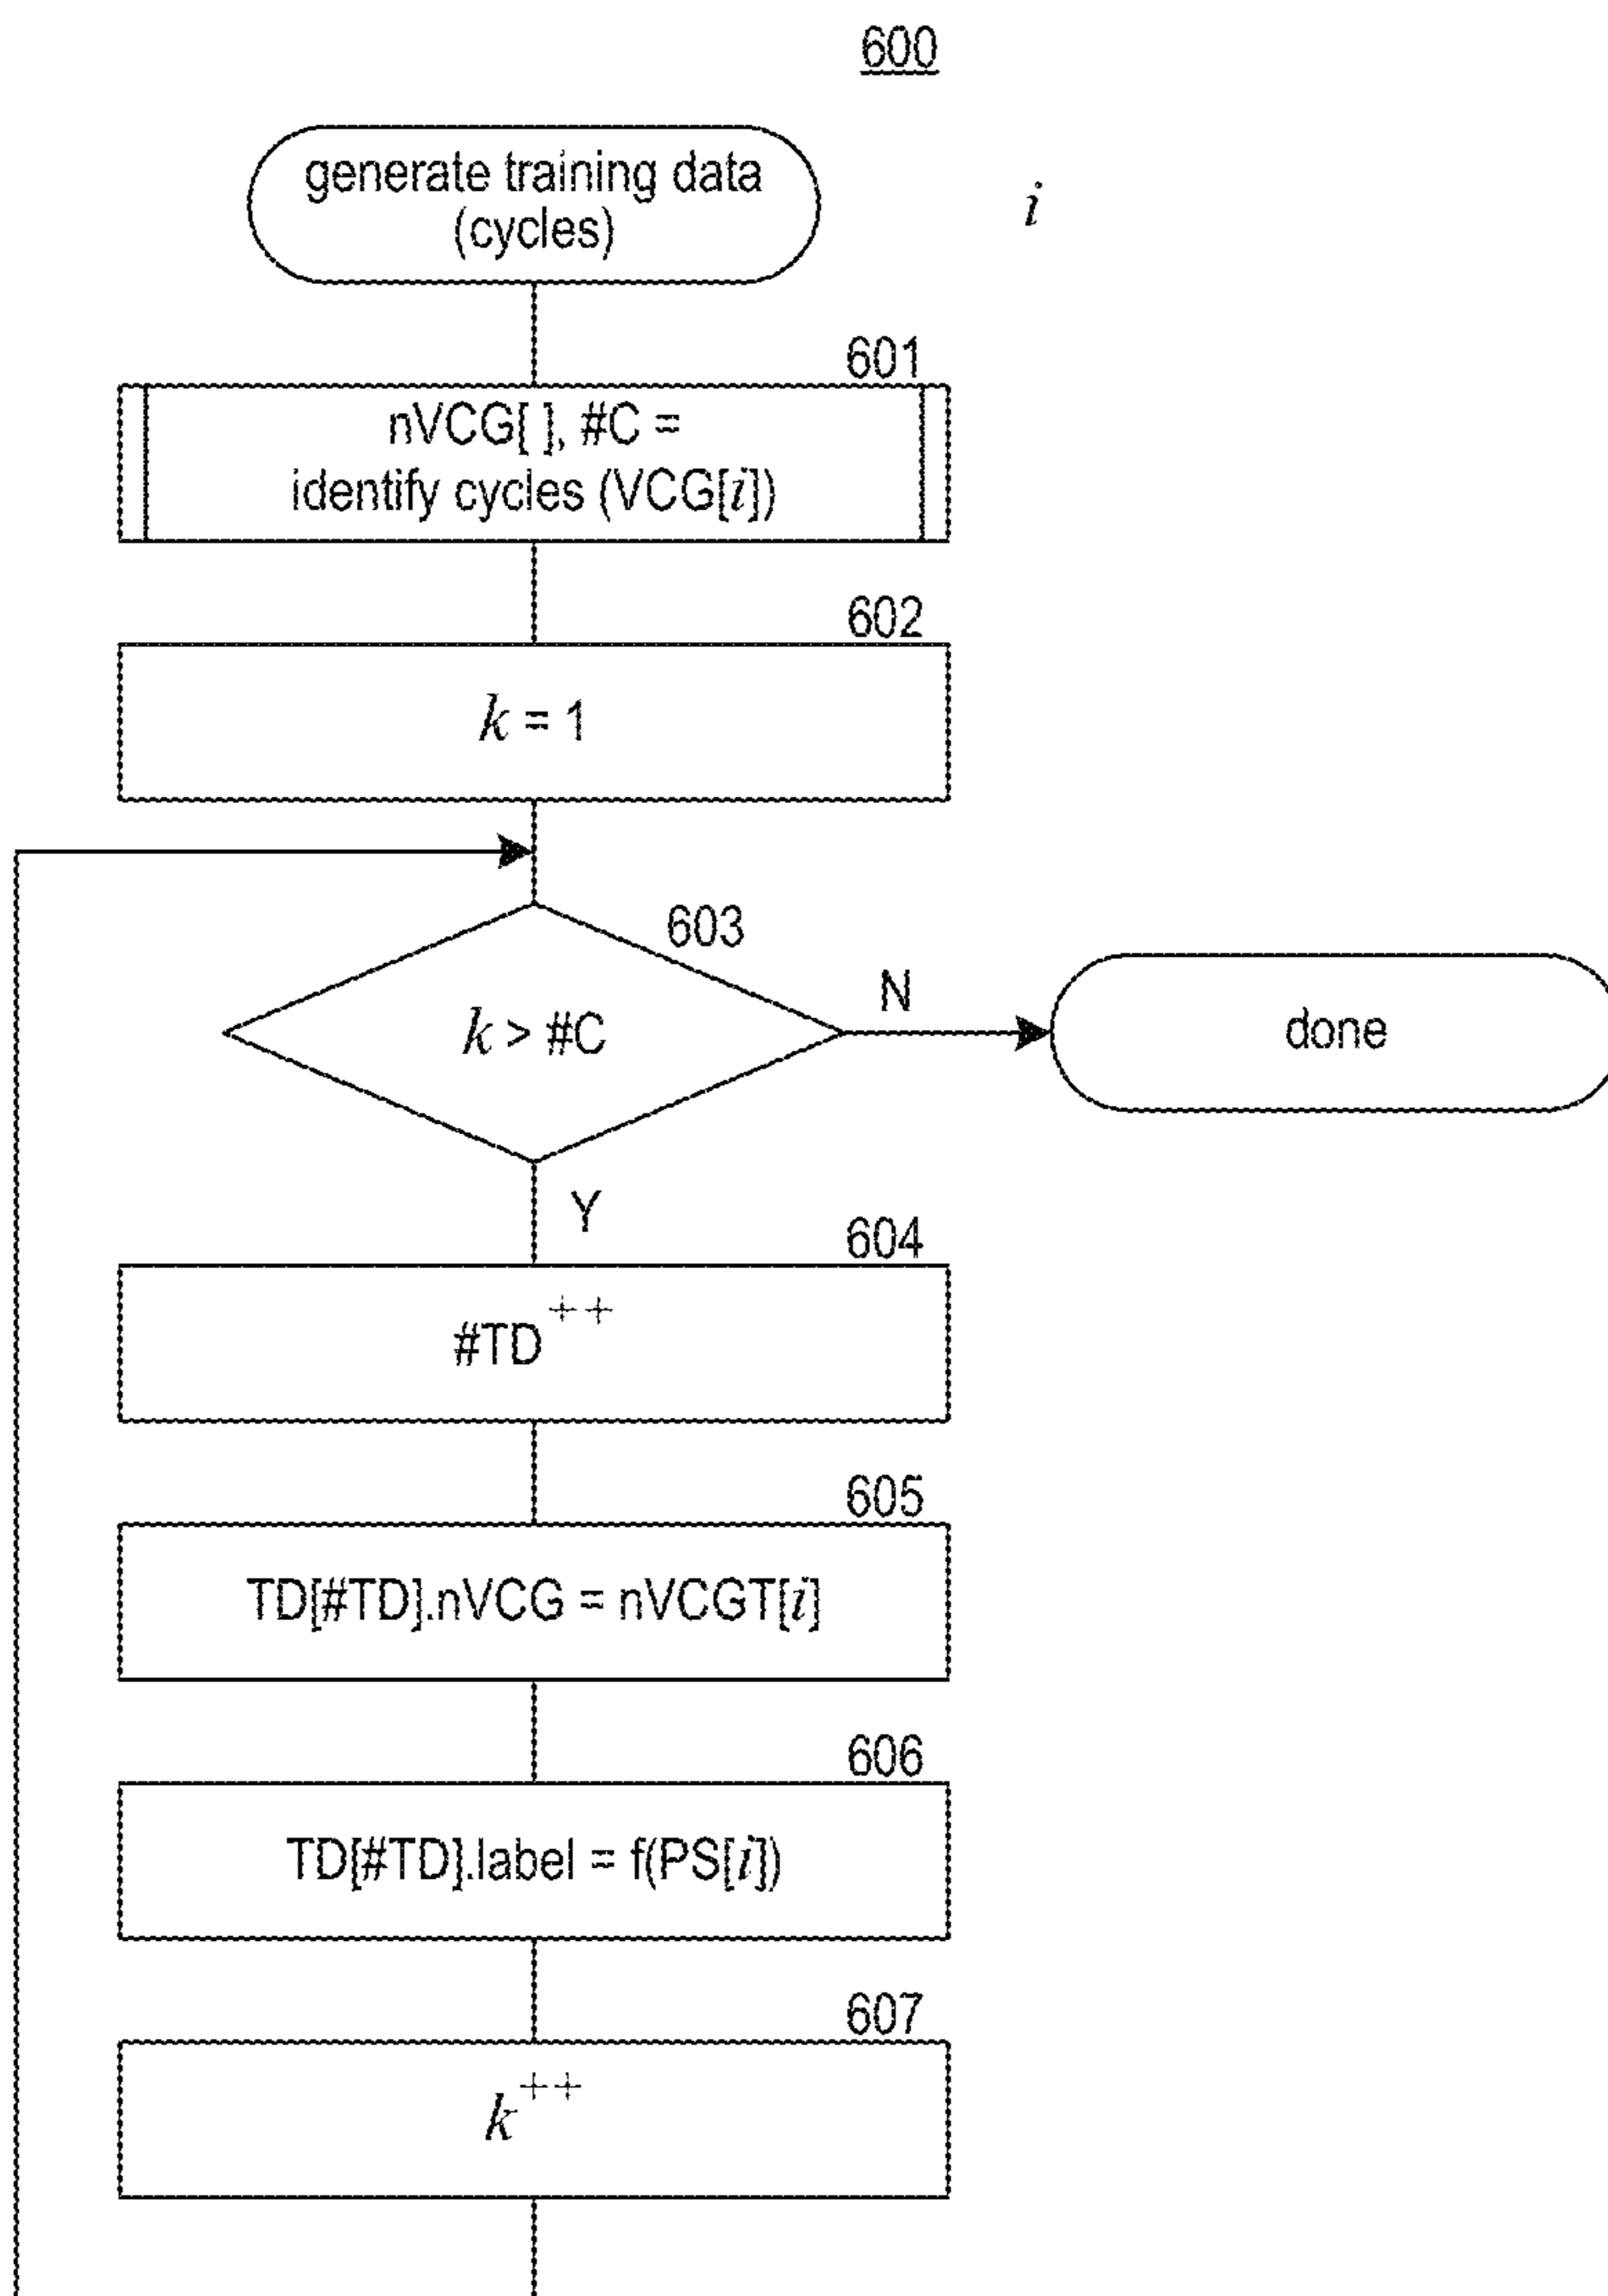 600
generate training data
(cycles)
i
601
nVCG[ ], #C =
identify cycles (VCG[i])
602
k = 1
603
k > #C
N
done
Y
604
#TD++
605
TD[#TD].nVCG = nVCGT[i]
606
TD[#TD].label = f(PS[i])
607
k++